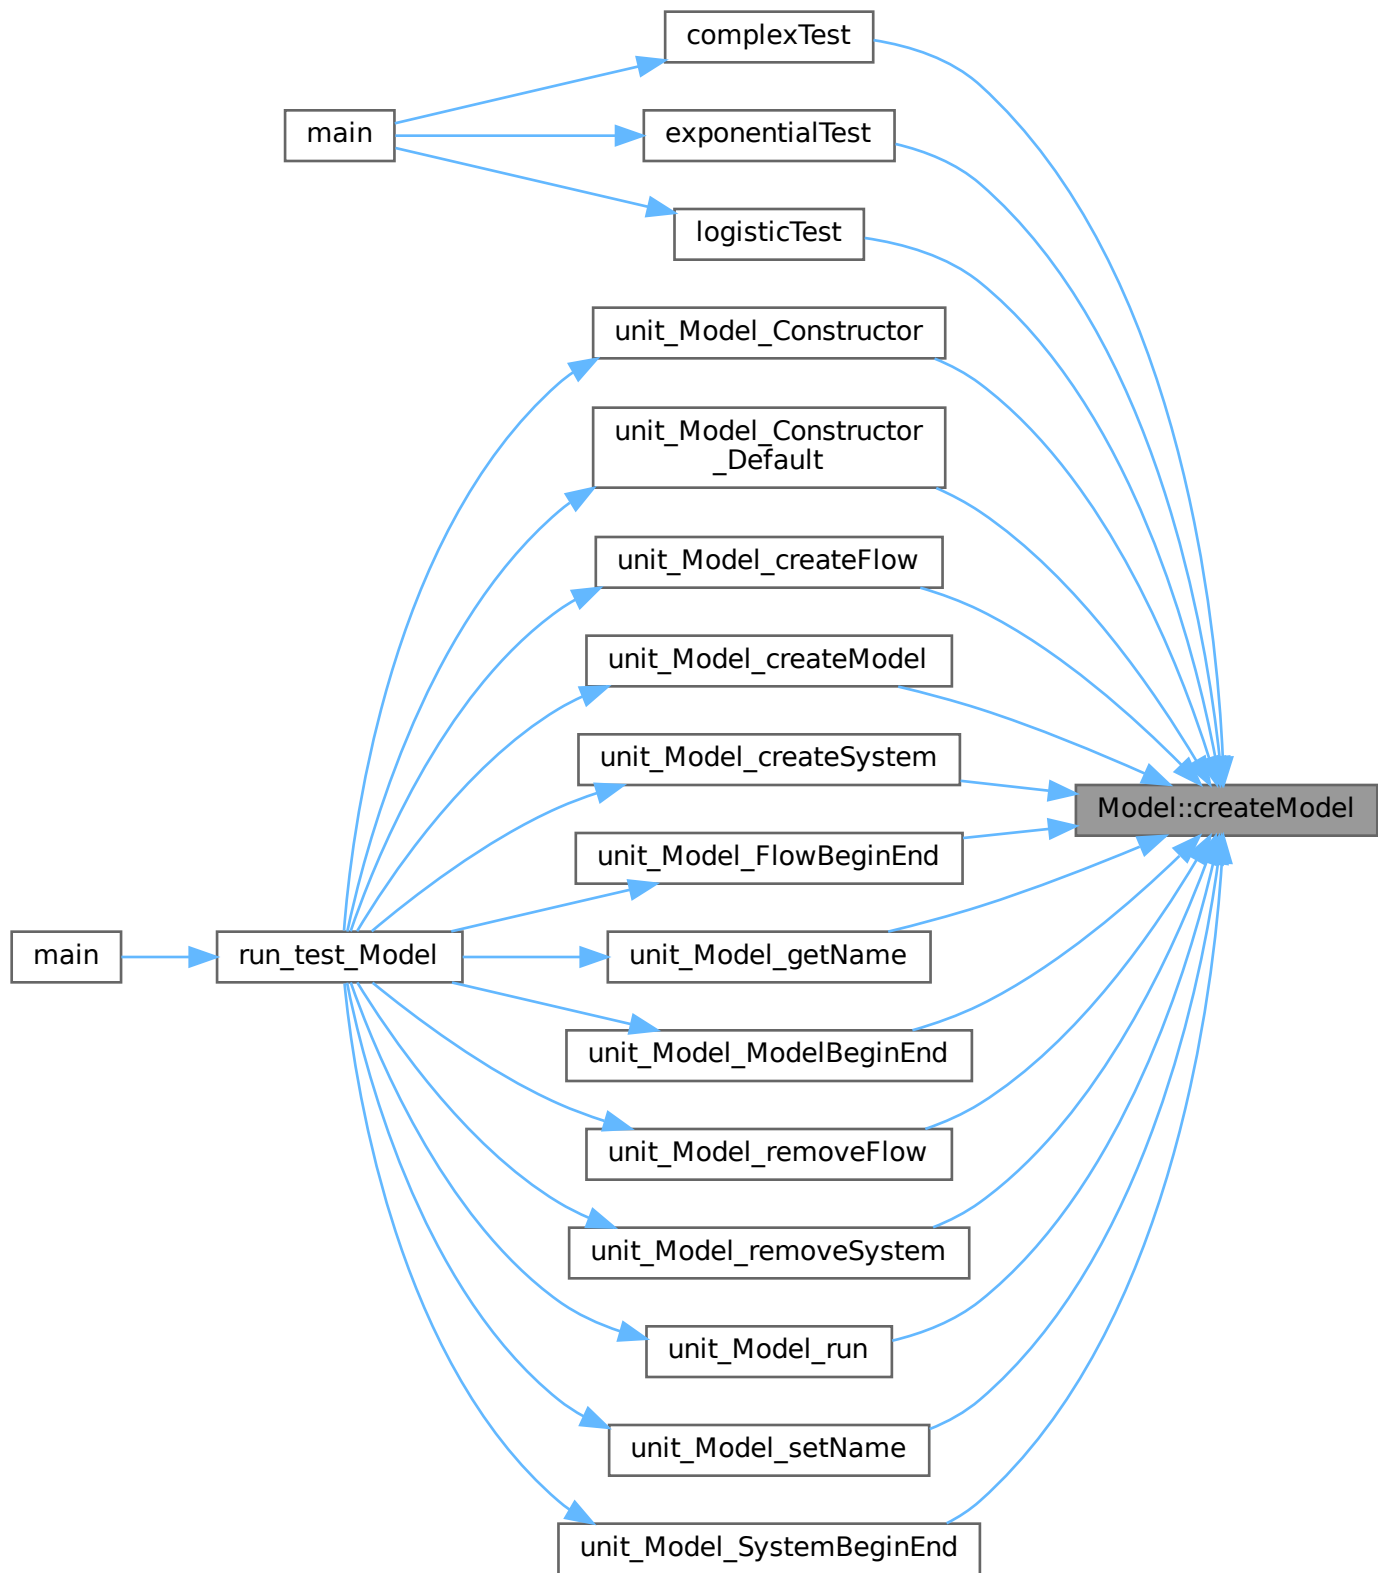 complexTest
main
exponentialTest
logisticTest
unit_Model_Constructor
unit_Model_Constructor
_Default
unit_Model_createFlow
unit_Model_createModel
unit_Model_createSystem
Model::createModel
unit_Model_FlowBeginEnd
main
run_test_Model
unit_Model_getName
unit_Model_ModelBeginEnd
unit_Model_removeFlow
unit_Model_removeSystem
unit_Model_run
unit_Model_setName
unit_Model_SystemBeginEnd